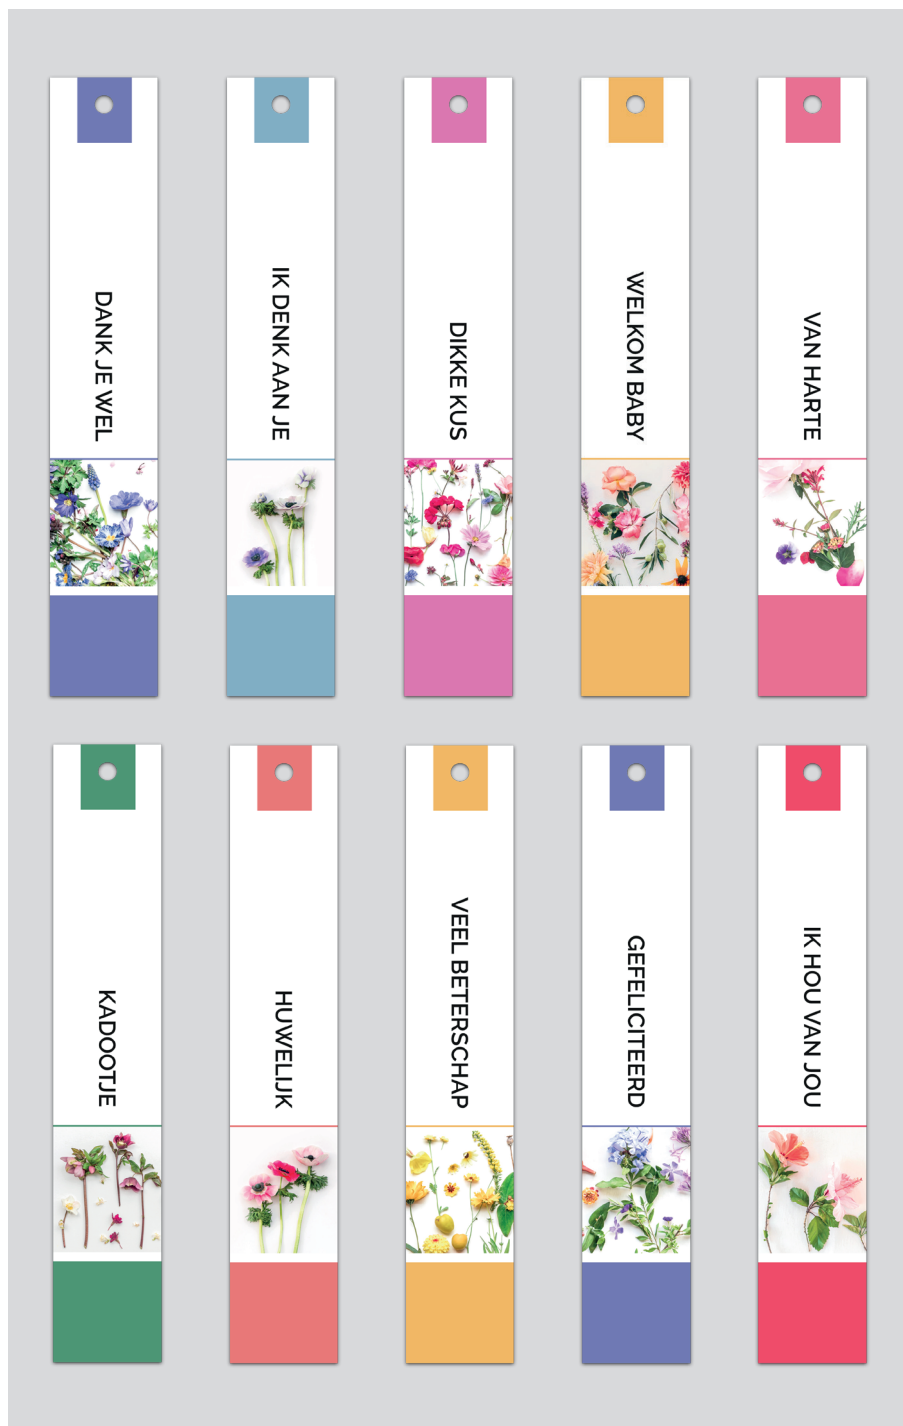 DANK JE WEL
IK DENK AAN JE
DIKKE KUS
WELKOM BABY
VAN HARTE
KADOOTJE
HUWELIJK
VEEL BETERSCHAP
GEFELICITEERD
IK HOU VAN JOU